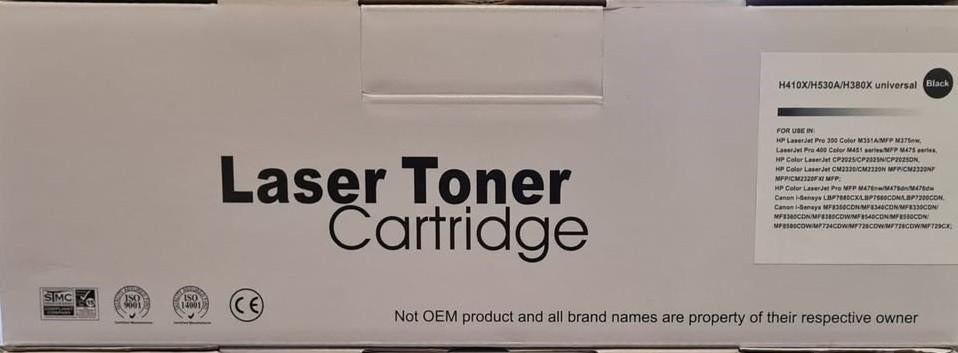 H410X/H530A/H380X universal
Black
FOR USE IN:
HP LaserJet Pro 300 Color M351A/MFP M375nw,
LaserJet Pro 400 Color M451 series/MFP M475 series,
HP Color LaserJet CP2025/CP2025N/CP2025DN,
HP Color LaserJet CM2320/CM2320N MFP/CM2320NF
MFP/CM2320FXI MFP;
HP Color LaserJet Pro MFP M476nw/M476dn/M476dw
Canon i-Sensys LBP7680CX/LBP7660CDN/LBP7200CDN,
Canon i-Sensys MF8350CDN/MF8340CDN/MF8330CDN/
MF8360CDN/MF8380CDW/MF8540CDN/MF8550CDN/
MF8580CDW/MF724CDW/MF726CDW/MF728CDW/MF729CX;
Laser Toner
Cartridge
STMC
ISO
9001
ISO
14001
CE
Not OEM product and all brand names are property of their respective owner